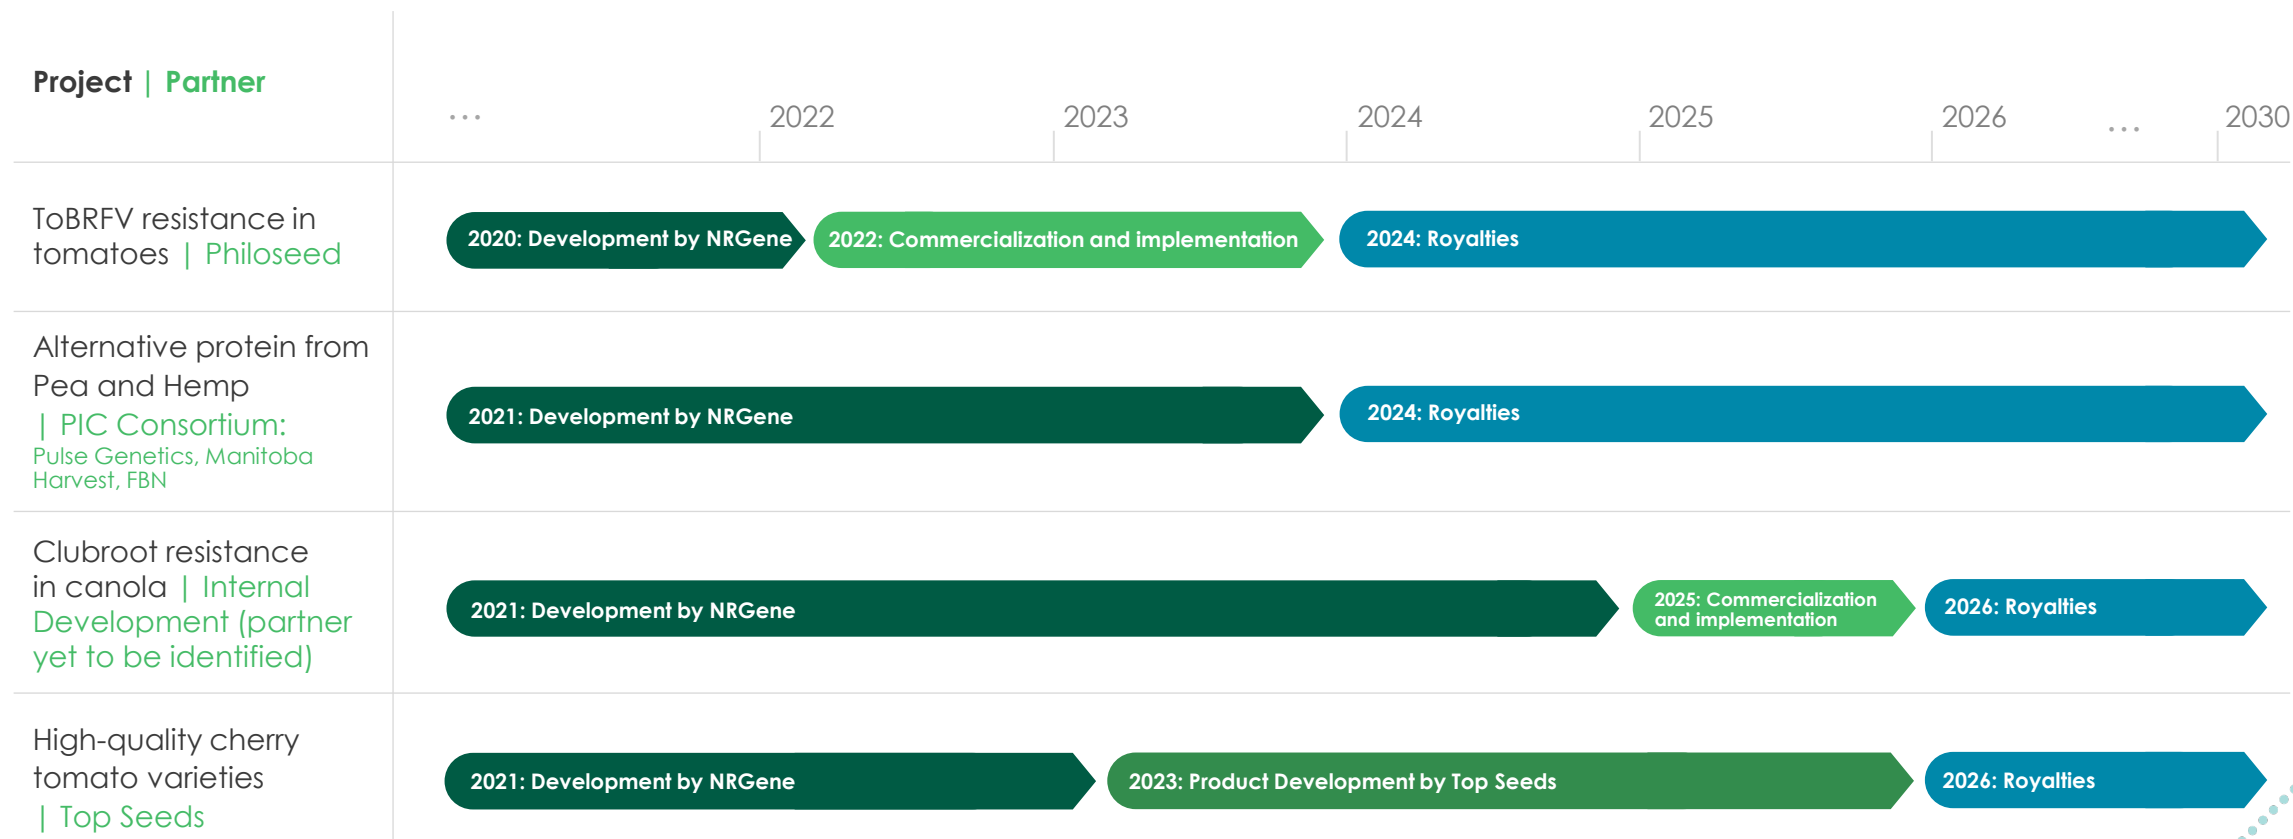 Project | Partner
... 2022 2023 2024 2025 2026 ... 2030
ToBRFV resistance in
tomatoes | Philoseed
2020: Development by NRGene
2022: Commercialization and implementation
2024: Royalties
Alternative protein from
Pea and Hemp
| PIC Consortium:
Pulse Genetics, Manitoba
Harvest, FBN
2021: Development by NRGene
2024: Royalties
Clubroot resistance
in canola | Internal
Development (partner
yet to be identified)
2021: Development by NRGene
2025: Commercialization
and implementation
2026: Royalties
High-quality cherry
tomato varieties
| Top Seeds
2021: Development by NRGene
2023: Product Development by Top Seeds
2026: Royalties